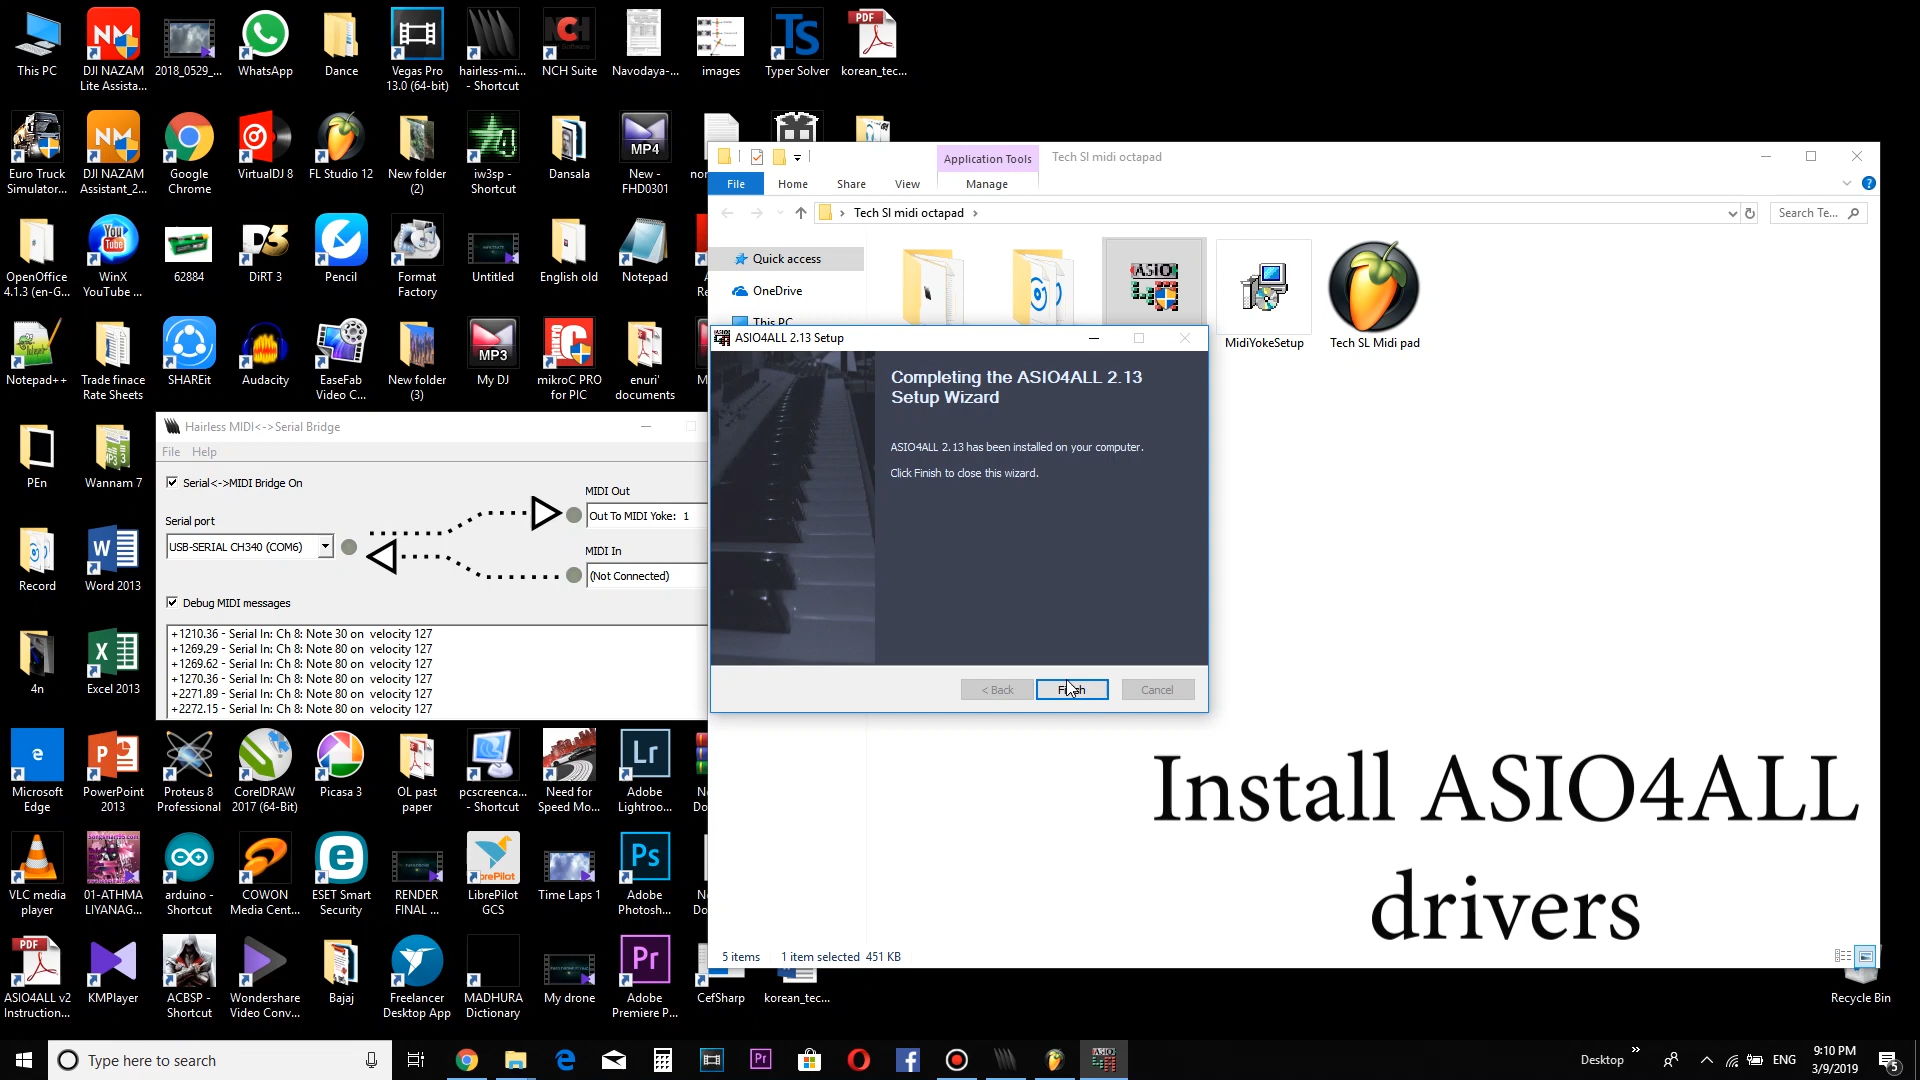 This PC
DJI NAZAM
Lite Assista...
2018_0529_...
WhatsApp
Dance
Vegas Pro
13.0 (64-bit)
hairless-mi...
- Shortcut
NCH Suite
Navodaya-...
images
Typer Solver
korean_tec...
Euro Truck
Simulator...
DJI NAZAM
Assistant_2...
Google
Chrome
VirtualDJ 8
FL Studio 12
New folder
(2)
iw3sp -
Shortcut
Dansala
New -
FHD0301
OpenOffice
4.1.3 (en-G...
WinX
YouTube ...
62884
DiRT 3
Pencil
Format
Factory
Untitled
English old
Notepad
Notepad++
Trade finace
Rate Sheets
SHAREit
Audacity
EaseFab
Video C...
New folder
(3)
My DJ
mikroC PRO
for PIC
enuri'
documents
PEn
Wannam 7
Record
Word 2013
4n
Excel 2013
Application Tools
Tech SI midi octapad
File
Home
Share
View
Manage
Tech SI midi octapad
Search Te...
Quick access
OneDrive
This PC
MidiYokeSetup
Tech SL Midi pad
5 items
1 item selected 451 KB
ASIO4ALL 2.13 Setup
Completing the ASIO4ALL 2.13
Setup Wizard
ASIO4ALL 2.13 has been installed on your computer.
Click Finish to close this wizard.
< Back
Cancel
Hairless MIDI<->Serial Bridge
File Help
Serial<->MIDI Bridge On
Serial port
USB-SERIAL CH340 (COM6)
MIDI Out
Out To MIDI Yoke: 1
MIDI In
(Not Connected)
Debug MIDI messages
+1210.36 - Serial In: Ch 8: Note 30 on velocity 127
+1269.29 - Serial In: Ch 8: Note 80 on velocity 127
+1269.62 - Serial In: Ch 8: Note 80 on velocity 127
+1270.36 - Serial In: Ch 8: Note 80 on velocity 127
+2271.89 - Serial In: Ch 8: Note 80 on velocity 127
+2272.15 - Serial In: Ch 8: Note 80 on velocity 127
Install ASIO4ALL
drivers
Microsoft
Edge
PowerPoint
2013
Proteus 8
Professional
CorelDRAW
2017 (64-Bit)
Picasa 3
OL past
paper
pcscreenca...
- Shortcut
Need for
Speed Mo...
Adobe
Lightroo...
VLC media
player
01-ATHMA
LIYANAG...
arduino -
Shortcut
COWON
Media Cent...
ESET Smart
Security
RENDER
FINAL ...
LibrePilot
GCS
Time Laps 1
Adobe
Photosh...
ASIO4ALL v2
Instruction...
KMPlayer
ACBSP -
Shortcut
Wondershare
Video Conv...
Bajaj
Freelancer
Desktop App
MADHURA
Dictionary
My drone
Adobe
Premiere P...
CefSharp
korean_tec...
Recycle Bin
Type here to search
Desktop
ENG
9:10 PM
3/9/2019
5